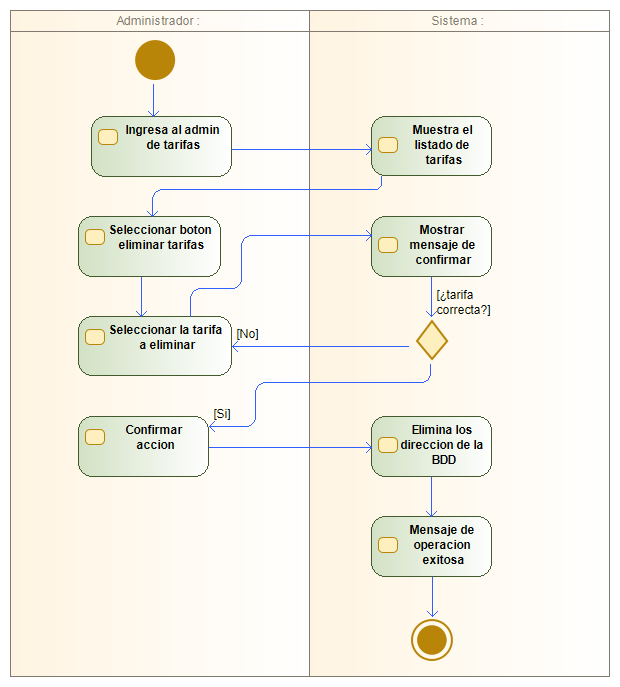 Administrador :
Sistema :
Ingresa al admin
de tarifas
Muestra el
listado de
tarifas
Seleccionar boton
eliminar tarifas
Mostrar
mensaje de
confirmar
[¿tarifa
correcta?]
Seleccionar la tarifa
a eliminar
[No]
[Si]
Confirmar
accion
Elimina los
direccion de la
BDD
Mensaje de
operacion
exitosa